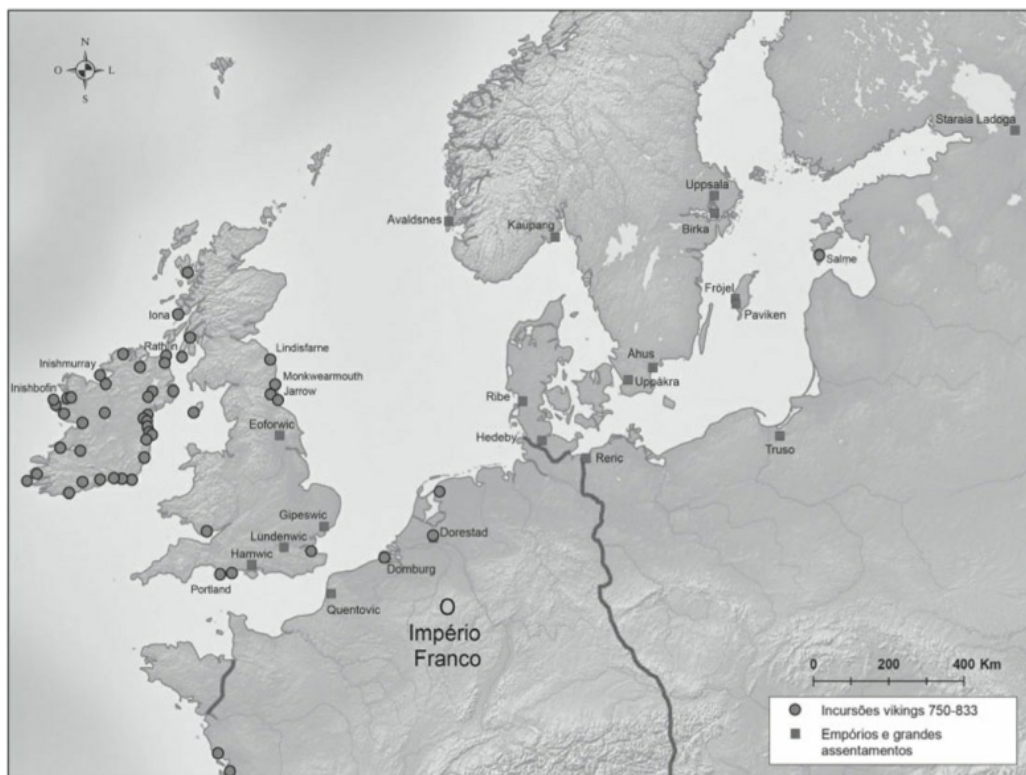 N
O
L
S
Staraia Ladoga
Uppsala
Birka
Avaldsnes
Kaupang
Salme
Fröjel
Paviken
Iona
Rathlin
Lindisfarne
Inishmurray
Monkwearmouth
Jarrow
Inishbofin
Åhus
Uppåkra
Ribe
Eoforwic
Hedeby
Reric
Truso
Gipeswic
Lundenwic
Dorestad
Hamwic
Domburg
Portland
Quentovic
O
Império
Franco
0 200 400 Km
Incursões vikings 750-833
Empórios e grandes
assentamentos